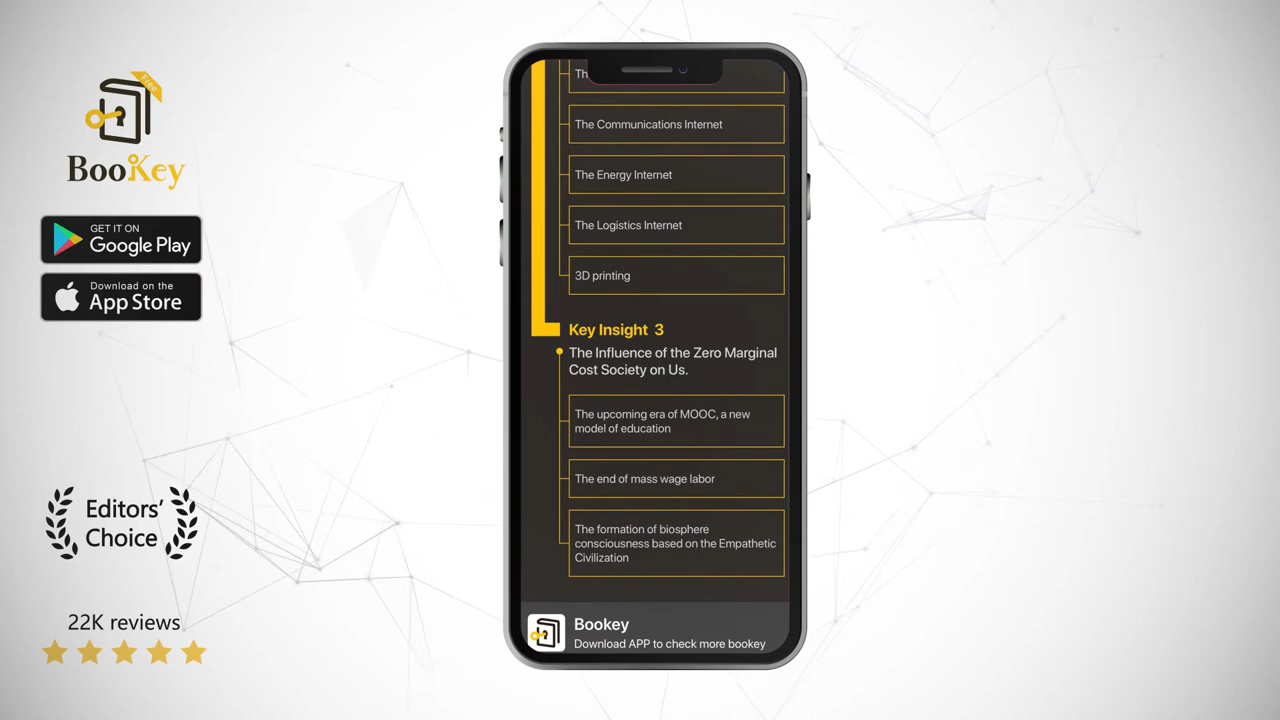 Free
BooKey
GET IT ON
Google Play
Download on the
App Store
Editors'
Choice
22K reviews
Th
The Communications Internet
The Energy Internet
The Logistics Internet
3D printing
Key Insight 3
The Influence of the Zero Marginal
Cost Society on Us.
The upcoming era of MOOC, a new
model of education
The end of mass wage labor
The formation of biosphere
consciousness based on the Empathetic
Civilization
Bookey
Download APP to check more bookey